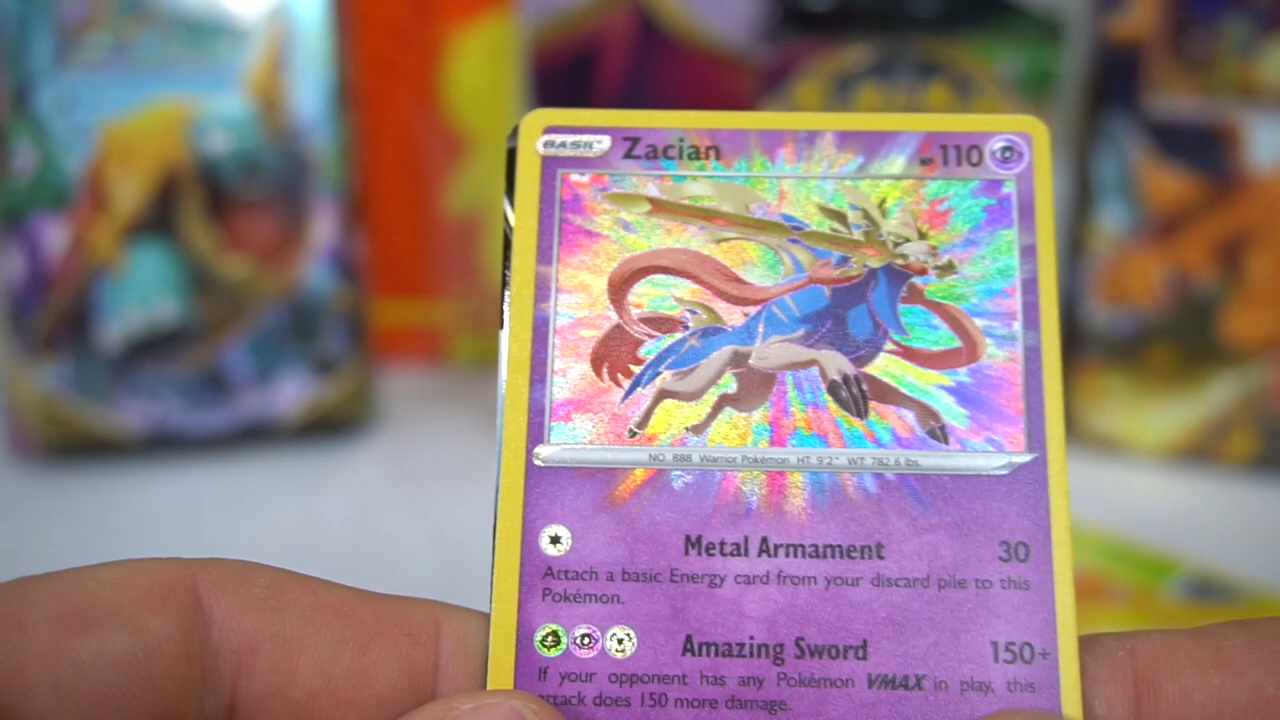 BASIC Zacian HP 110
NO. 888 Warrior Pokémon HT: 9'2" WT: 782.6 lbs.
Metal Armament 30
Attach a basic Energy card from your discard pile to this
Pokémon.
Amazing Sword 150+
If your opponent has any Pokémon VMAX in play, this
attack does 150 more damage.